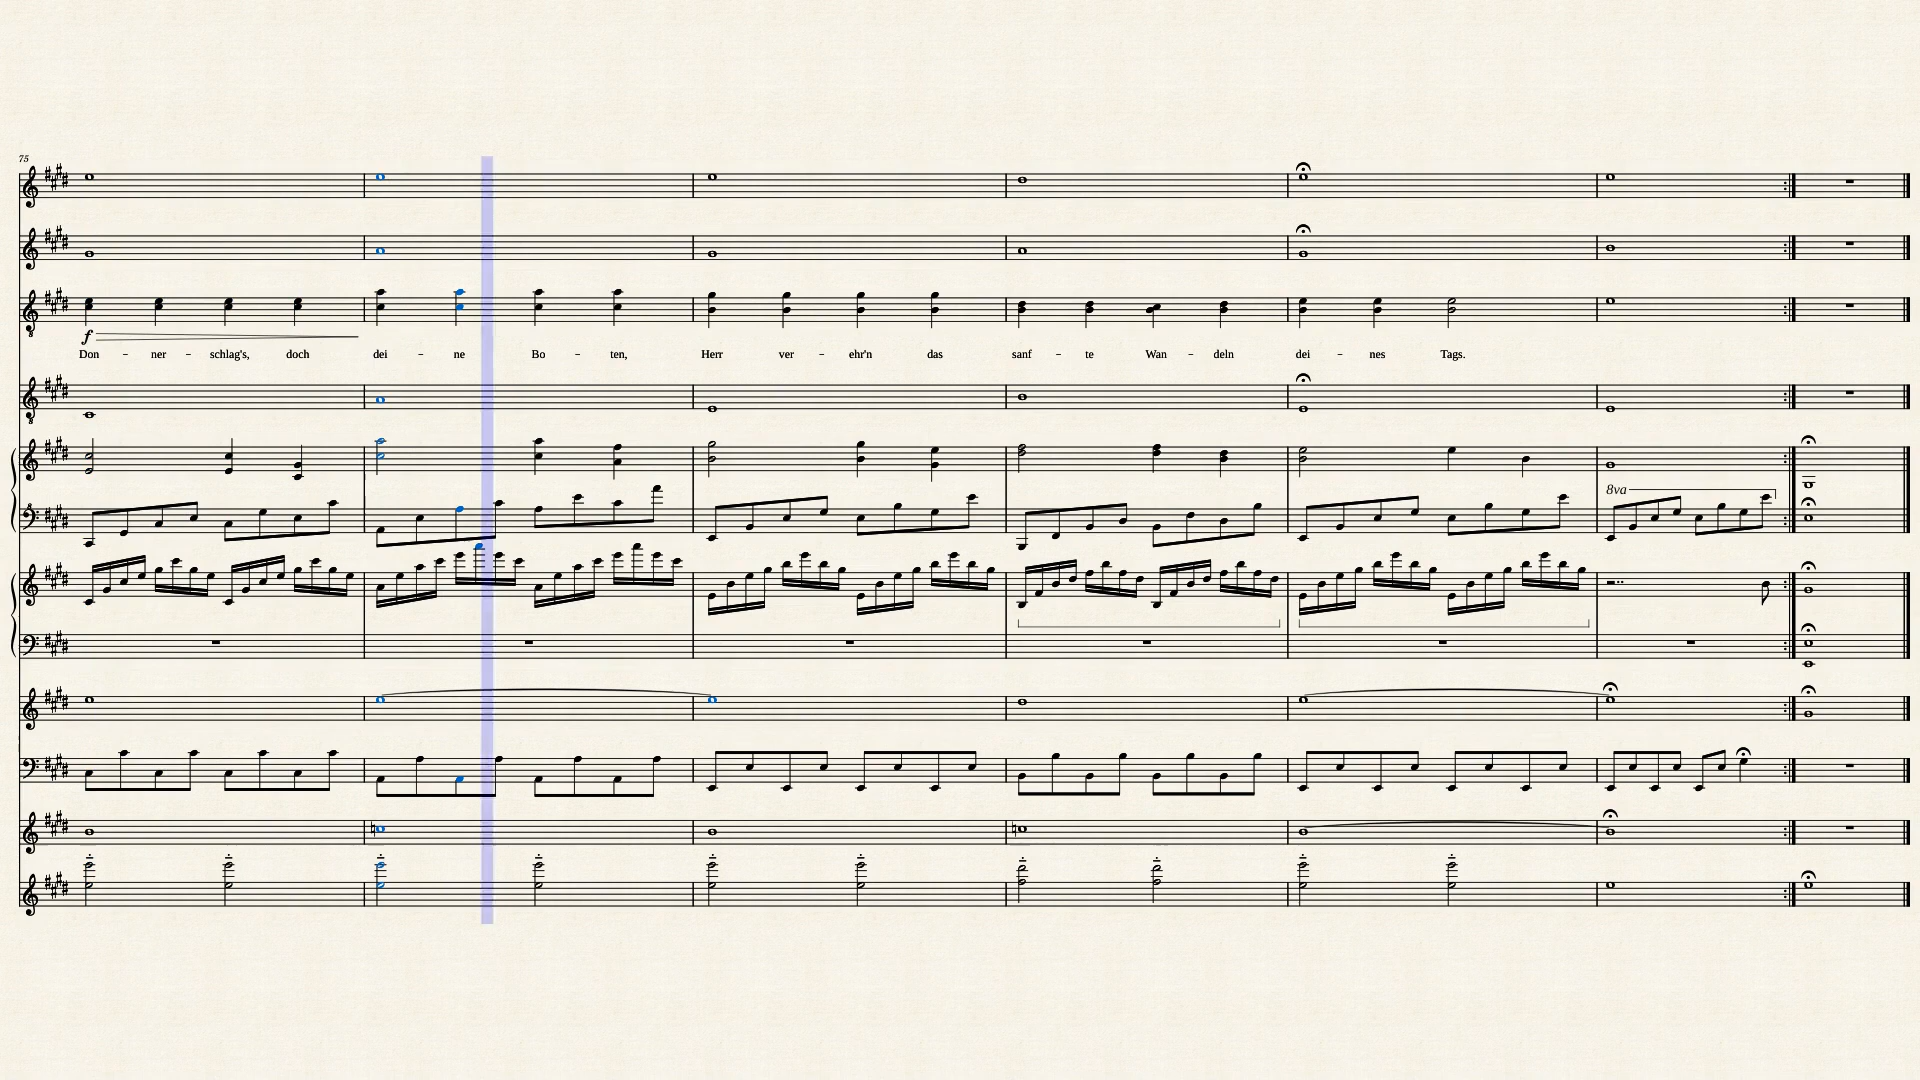 75
f
Don - ner - schlag's, doch dei - ne Bo - ten, Herr ver - ehr'n das sanf - te Wan - deln dei - nes Tags.
8va